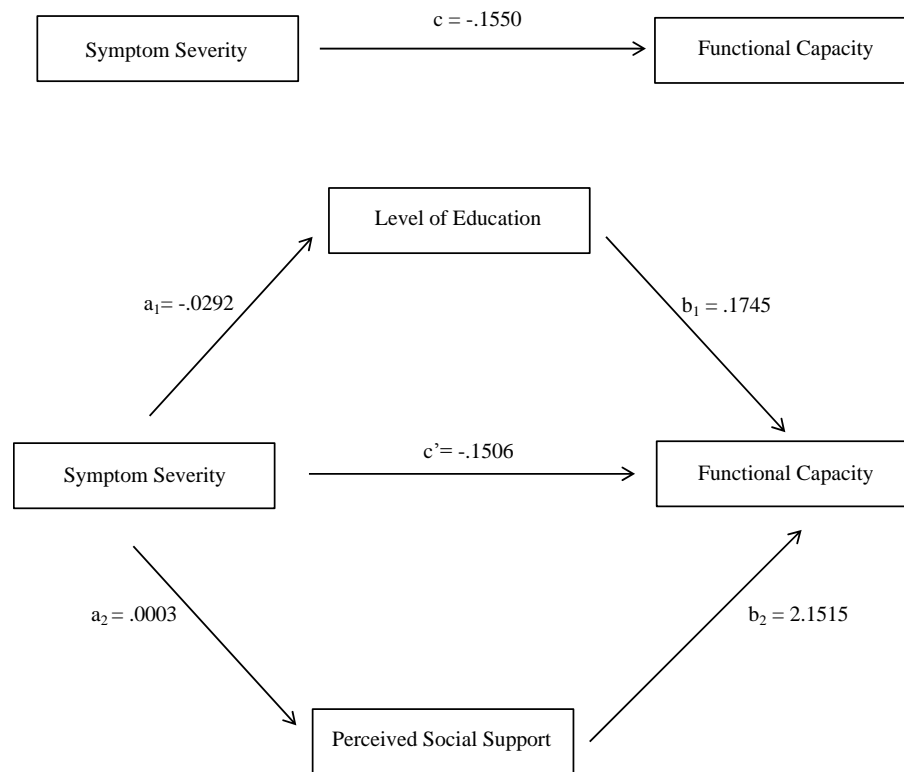 c = -.1550
Symptom Severity
Functional Capacity
Level of Education
a₁= -.0292
b₁ = .1745
c’= -.1506
Symptom Severity
Functional Capacity
a₂ = .0003
b₂ = 2.1515
Perceived Social Support